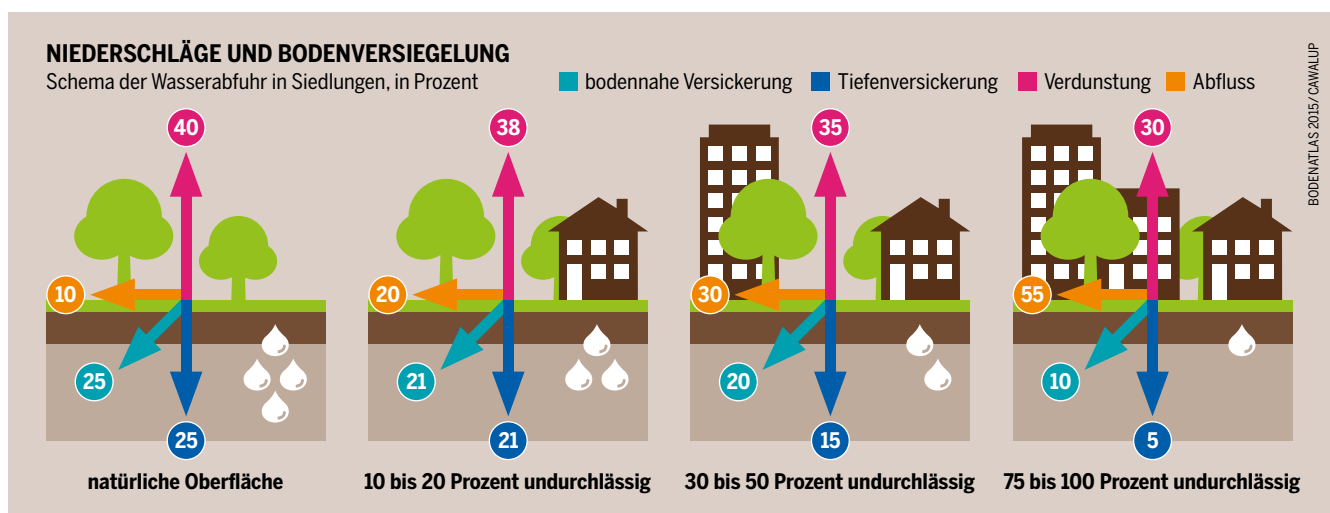 NIEDERSCHLÄGE UND BODENVERSIEGELUNG
Schema der Wasserabfuhr in Siedlungen, in Prozent
bodennahe Versickerung Tiefenversickerung Verdunstung Abfluss
BODENATLAS 2015/CAWALUP
40
10
25
25
natürliche Oberfläche
38
20
21
21
10 bis 20 Prozent undurchlässig
35
30
20
15
30 bis 50 Prozent undurchlässig
30
55
10
5
75 bis 100 Prozent undurchlässig